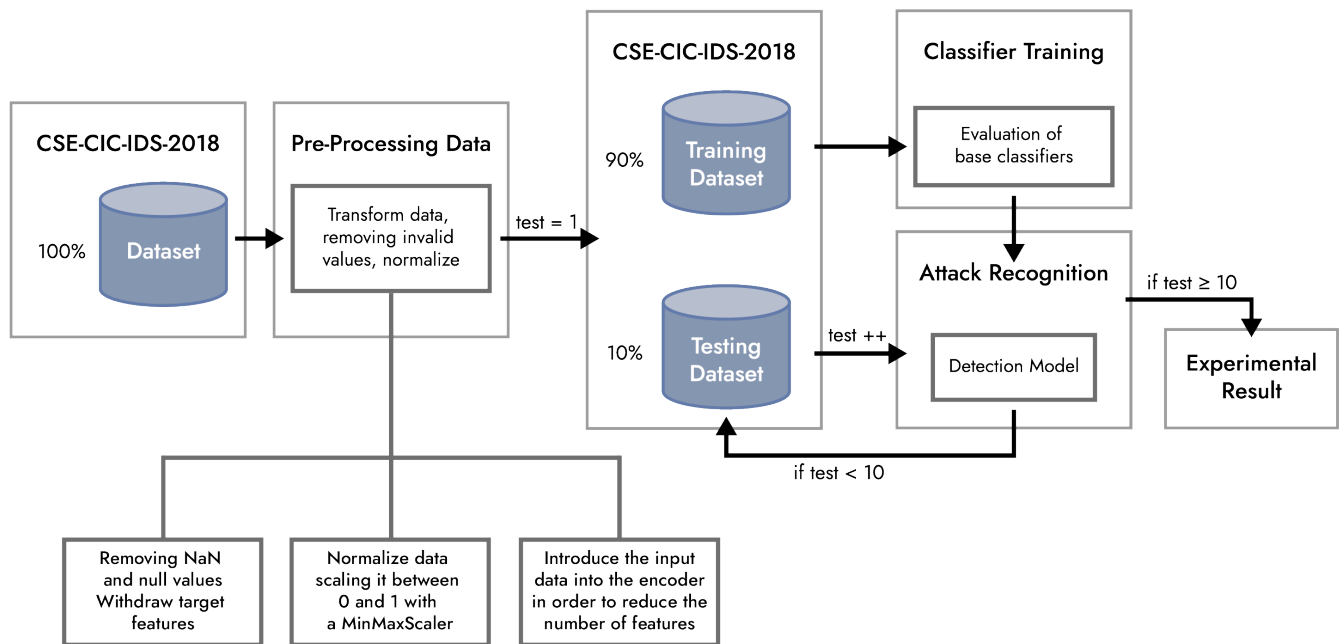 CSE-CIC-IDS-2018
100%
Dataset
Pre-Processing Data
Transform data,
removing invalid
values, normalize
test = 1
CSE-CIC-IDS-2018
90%
Training
Dataset
10%
Testing
Dataset
Classifier Training
Evaluation of
base classifiers
test ++
Attack Recognition
Detection Model
if test ≥ 10
Experimental
Result
if test < 10
Removing NaN
and null values
Withdraw target
features
Normalize data
scaling it between
0 and 1 with
a MinMaxScaler
Introduce the input
data into the encoder
in order to reduce the
number of features